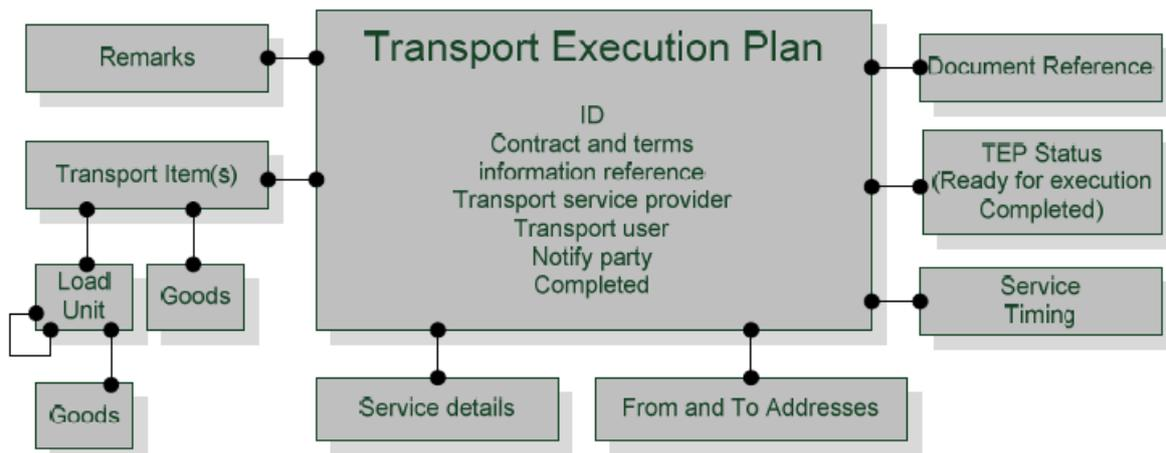 Transport Execution Plan
ID
Contract and terms
information reference
Transport service provider
Transport user
Notify party
Completed
Remarks
Transport Item(s)
Load
Unit
Goods
Goods
Document Reference
TEP Status
(Ready for execution
Completed)
Service
Timing
Service details
From and To Addresses